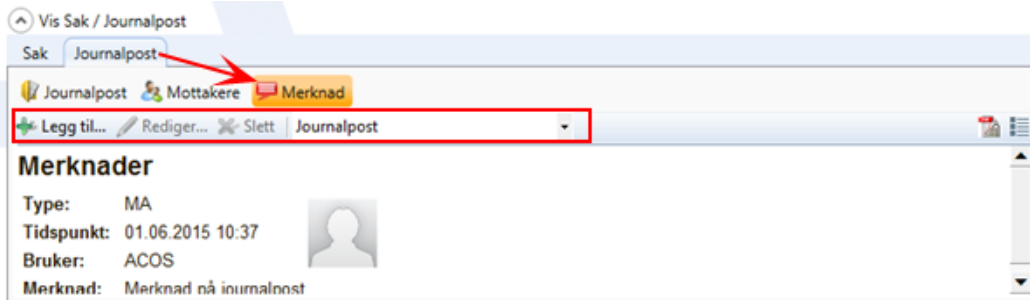 Vis Sak / Journalpost
Sak Journalpost
Journalpost Mottakere Merknad
Legg til... Rediger... Slett Journalpost
Merknader
Type: MA
Tidspunkt: 01.06.2015 10:37
Bruker: ACOS
Merknad: Merknad på journalpost